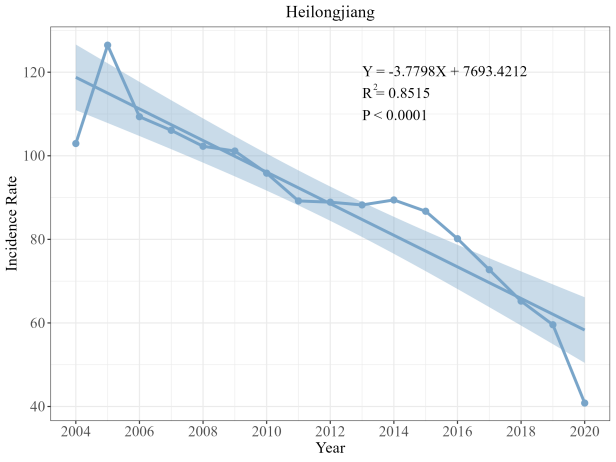 Heilongjiang
Y = -3.7798X + 7693.4212
R²= 0.8515
P < 0.0001
Incidence Rate
120
100
80
60
40
2004 2006 2008 2010 2012 2014 2016 2018 2020
Year